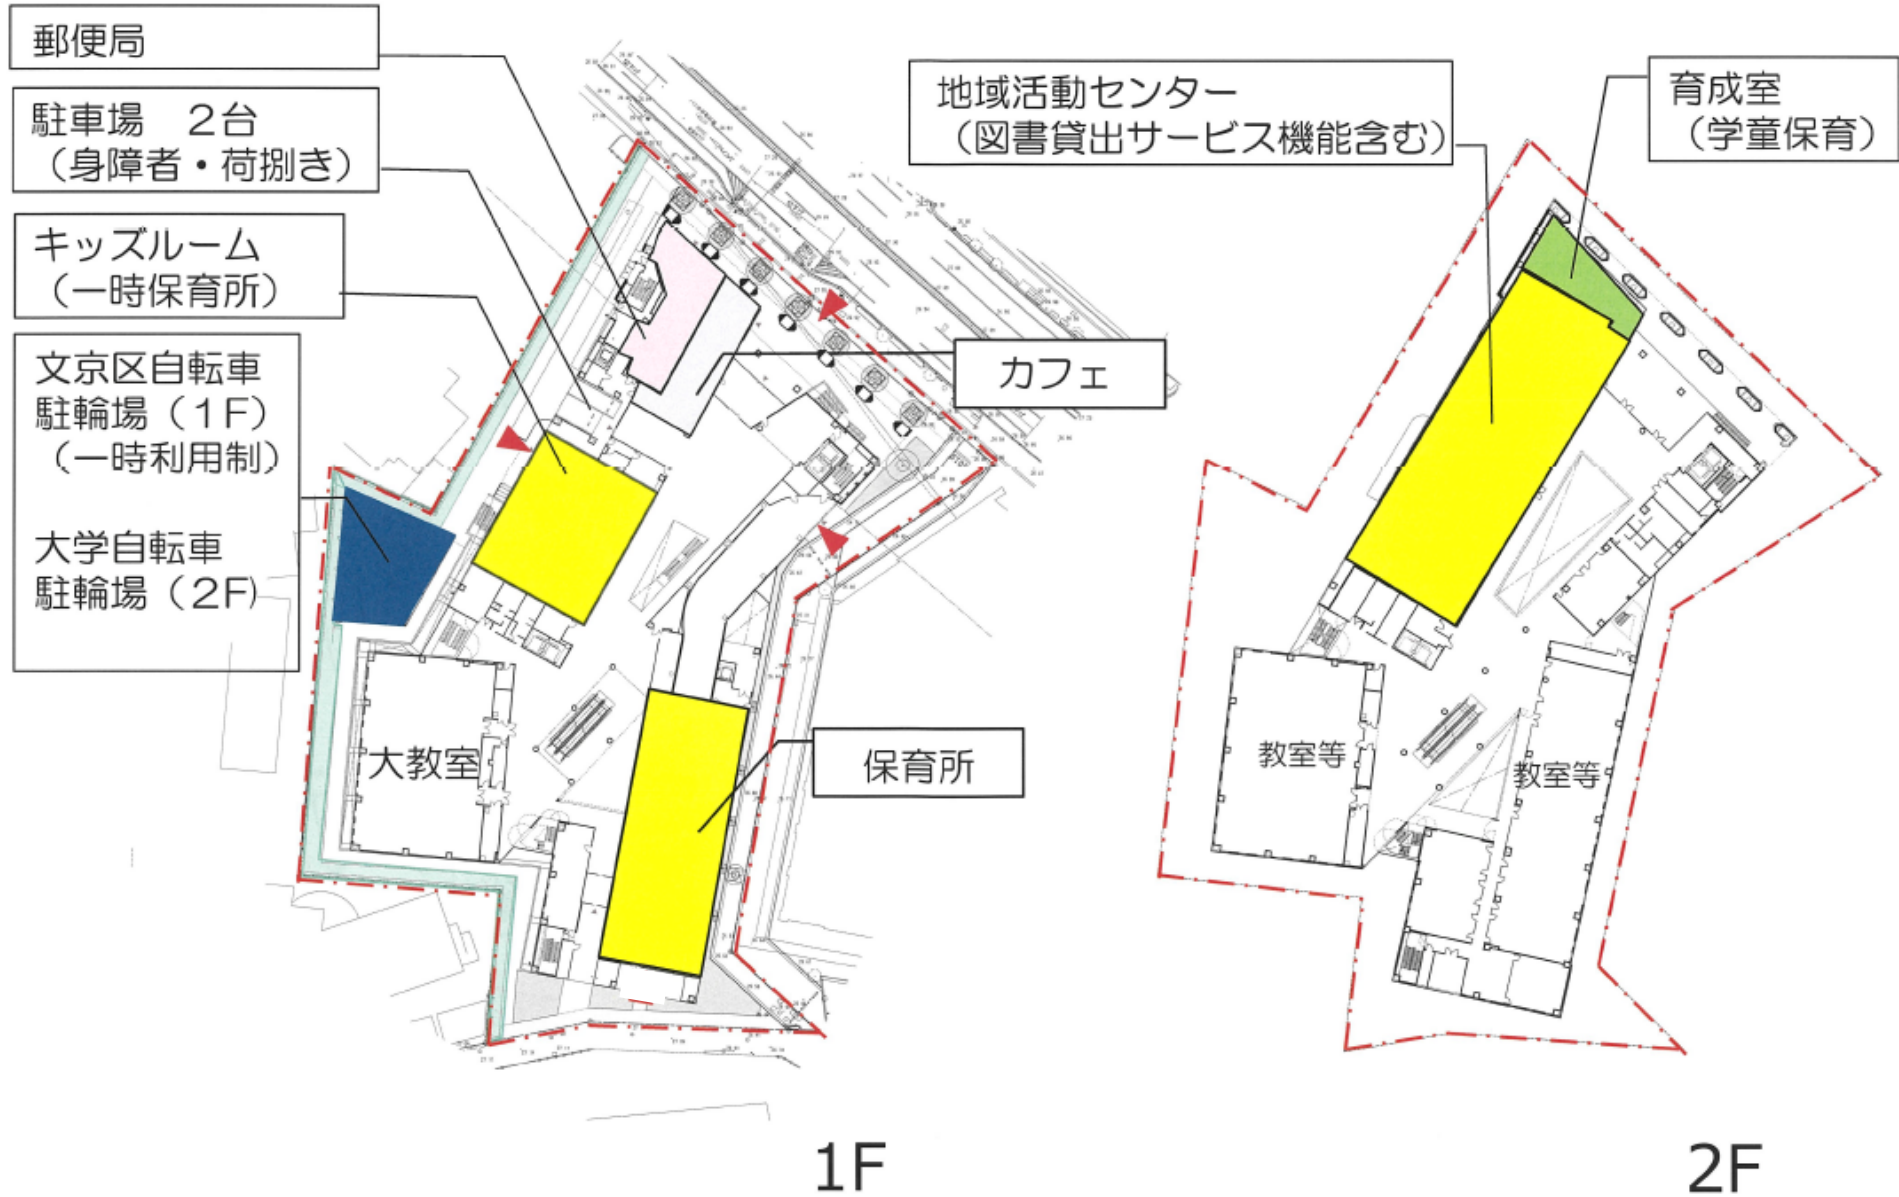 郵便局
駐車場　2台
（身障者・荷捌き）
キッズルーム
（一時保育所）
文京区自転車
駐輪場（1F）
（一時利用制）
大学自転車
駐輪場（2F）
カフェ
大教室
保育所
1F
地域活動センター
（図書貸出サービス機能含む）
育成室
（学童保育）
教室等
教室等
2F